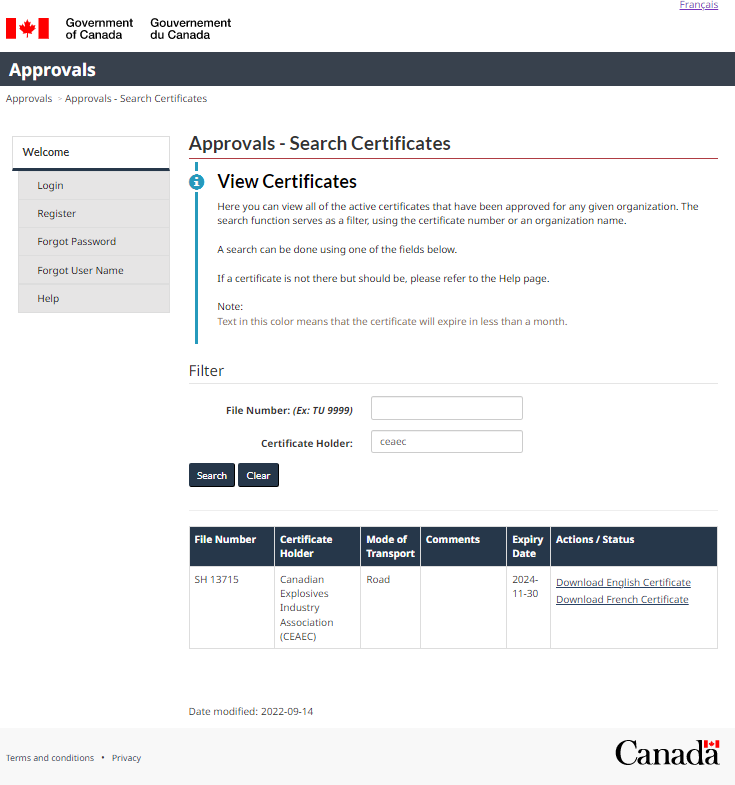 Français
Government of Canada
Gouvernement du Canada
Approvals
Approvals > Approvals - Search Certificates
Welcome
Login
Register
Forgot Password
Forgot User Name
Help
Approvals - Search Certificates
View Certificates
Here you can view all of the active certificates that have been approved for any given organization. The
search function serves as a filter, using the certificate number or an organization name.
A search can be done using one of the fields below.
If a certificate is not there but should be, please refer to the Help page.
Note:
Text in this color means that the certificate will expire in less than a month.
Filter
File Number: (Ex: TU 9999)
Certificate Holder: ceaec
Search Clear
File Number
Certificate
Holder
Mode of
Transport
Comments
Expiry
Date
Actions / Status
SH 13715
Canadian
Explosives
Industry
Association
(CEAEC)
Road
2024-
11-30
Download English Certificate
Download French Certificate
Date modified: 2022-09-14
Terms and conditions • Privacy
Canada